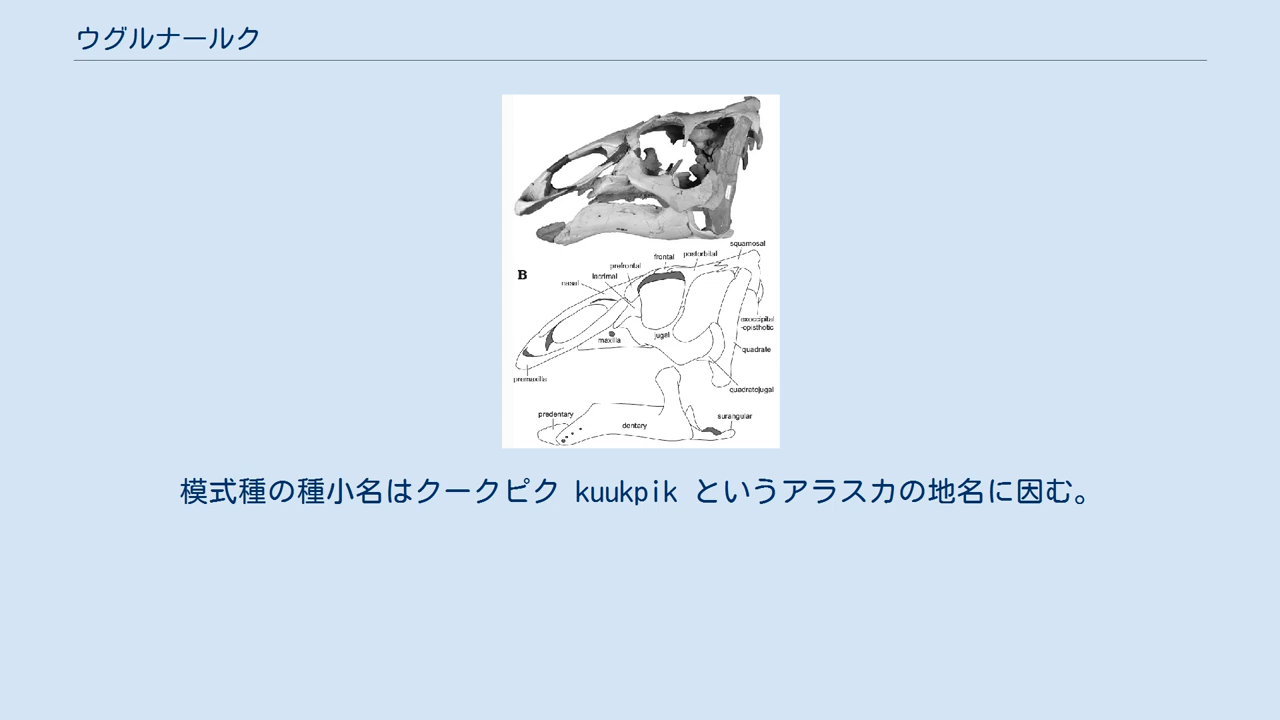 ウグルナールク
squamosal
frontal
postorbital
prefrontal
lacrimal
nasal
B
exoccipital
-opisthotic
maxilla
jugal
quadrate
premaxilla
quadratojugal
predentary
surangular
dentary
模式種の種小名はクークピク kuukpik というアラスカの地名に因む。